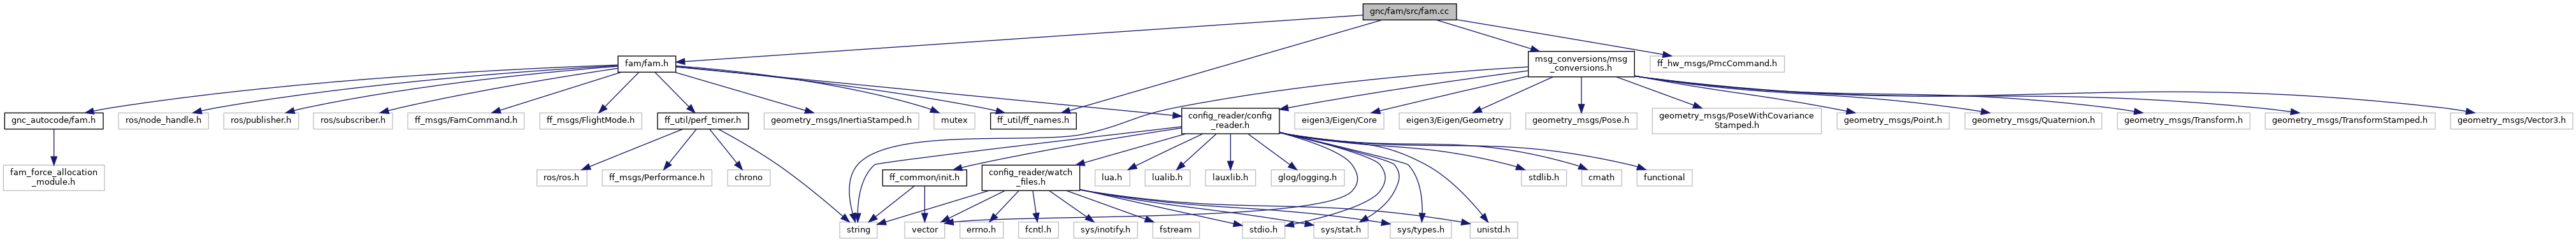 gnc/fam/src/fam.cc
fam/fam.h
msg_conversions/msg
_conversions.h
ff_hw_msgs/PmcCommand.h
gnc_autocode/fam.h
ros/node_handle.h
ros/publisher.h
ros/subscriber.h
ff_msgs/FamCommand.h
ff_msgs/FlightMode.h
ff_util/perf_timer.h
geometry_msgs/InertiaStamped.h
mutex
ff_util/ff_names.h
config_reader/config
_reader.h
eigen3/Eigen/Core
eigen3/Eigen/Geometry
geometry_msgs/Pose.h
geometry_msgs/PoseWithCovariance
Stamped.h
geometry_msgs/Point.h
geometry_msgs/Quaternion.h
geometry_msgs/Transform.h
geometry_msgs/TransformStamped.h
geometry_msgs/Vector3.h
fam_force_allocation
_module.h
ros/ros.h
ff_msgs/Performance.h
chrono
ff_common/init.h
config_reader/watch
_files.h
lua.h
lualib.h
lauxlib.h
glog/logging.h
stdlib.h
cmath
functional
string
vector
errno.h
fcntl.h
sys/inotify.h
fstream
stdio.h
sys/stat.h
sys/types.h
unistd.h